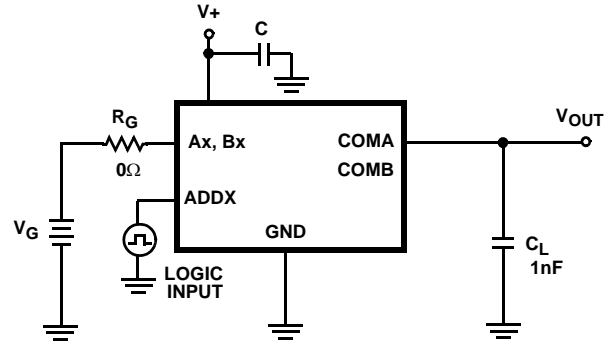 V+
C
RG
0Ω
Ax, Bx
COMA
VOUT
COMB
ADDX
VG
GND
CL
1nF
LOGIC
INPUT